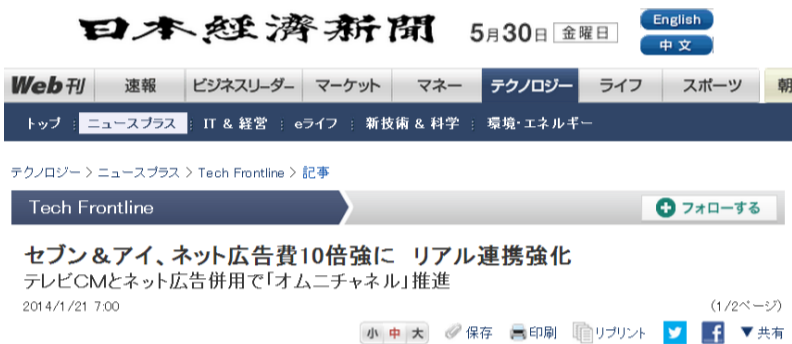 日本経済新聞 5月30日 金曜日 English
中文
Web刊 速報 ビジネスリーダー マーケット マネー テクノロジー ライフ スポーツ 朝
トップ ニュースプラス IT & 経営 eライフ 新技術 & 科学 環境・エネルギー
テクノロジー > ニュースプラス > Tech Frontline > 記事
Tech Frontline フォローする
セブン&アイ、ネット広告費10倍強に リアル連携強化
テレビCMとネット広告併用で「オムニチャネル」推進
2014/1/21 7:00 (1/2ページ)
小 中 大 保存 印刷 リプリント 共有